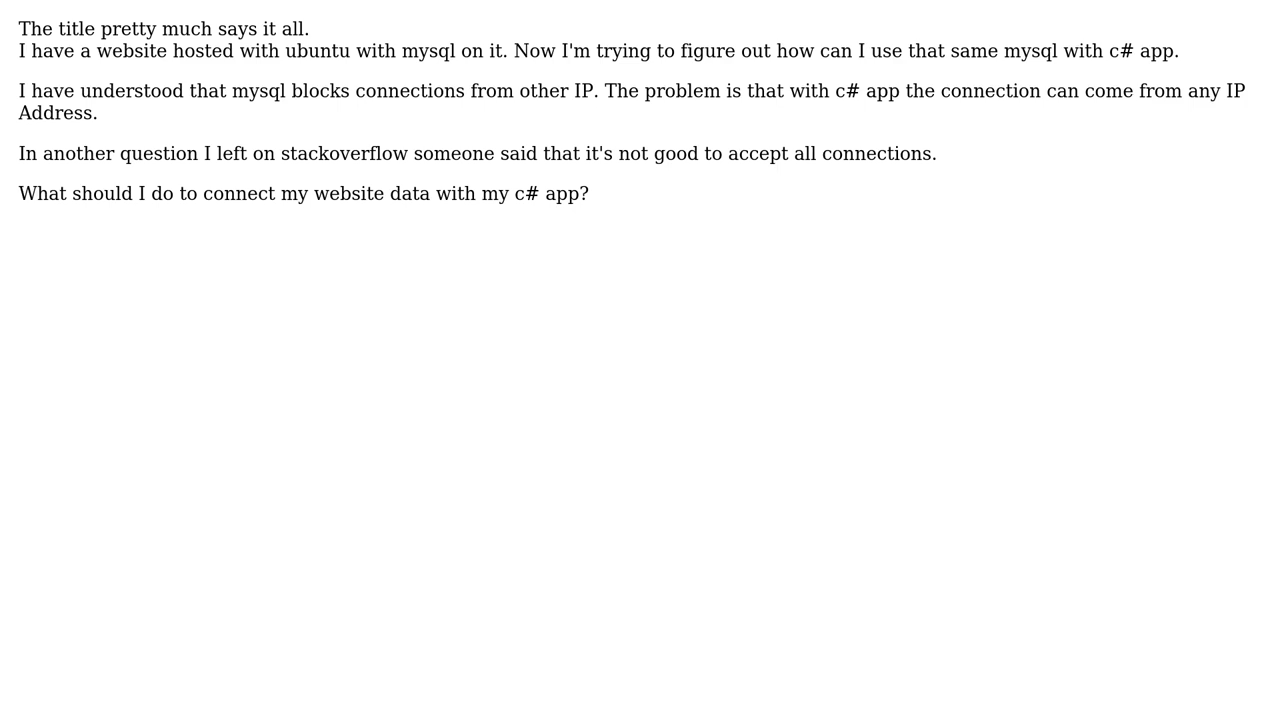 The title pretty much says it all.
I have a website hosted with ubuntu with mysql on it. Now I'm trying to figure out how can I use that same mysql with c# app.
I have understood that mysql blocks connections from other IP. The problem is that with c# app the connection can come from any IP
Address.
In another question I left on stackoverflow someone said that it's not good to accept all connections.
What should I do to connect my website data with my c# app?